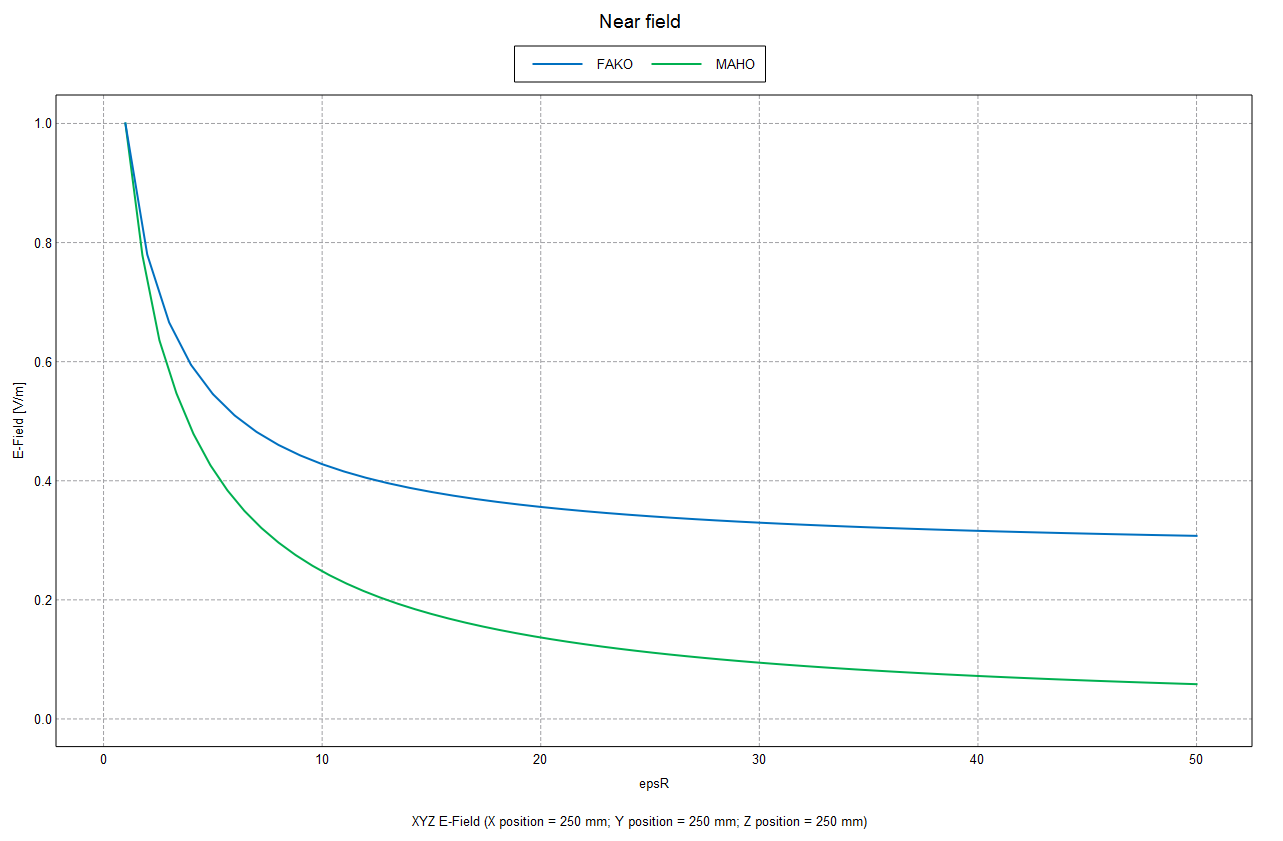 Near field
FAKO MAHO
1.0
0.8
0.6
0.4
0.2
0.0
E-Field [V/m]
0 10 20 30 40 50
epsR
XYZ E-Field (X position = 250 mm; Y position = 250 mm; Z position = 250 mm)